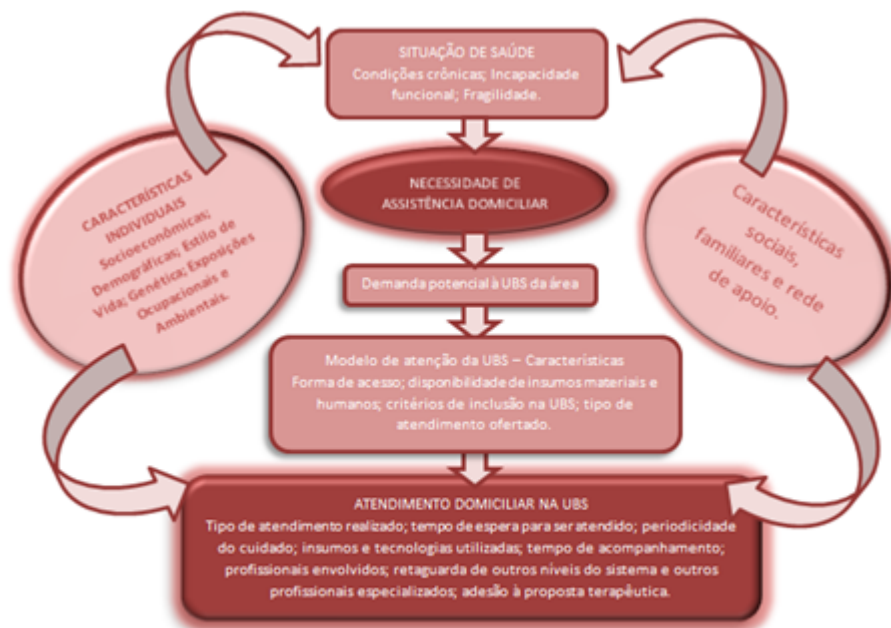 SITUAÇÃO DE SAÚDE
Condições crônicas; Incapacidade
funcional; Fragilidade.
CARACTERÍSTICAS
INDIVIDUAIS
Socioeconômicas;
Demográficas; Estilo de
Vida; Genética; Exposições
Ocupacionais e
Ambientais.
NECESSIDADE DE
ASSISTÊNCIA DOMICILIAR
Características
sociais,
familiares e rede
de apoio.
Demanda potencial à UBS da área
Modelo de atenção da UBS – Características
Forma de acesso; disponibilidade de insumos materiais e
humanos; critérios de inclusão na UBS; tipo de
atendimento ofertado.
ATENDIMENTO DOMICILIAR NA UBS
Tipo de atendimento realizado; tempo de espera para ser atendido; periodicidade
do cuidado; insumos e tecnologias utilizadas; tempo de acompanhamento;
profissionais envolvidos; retaguarda de outros níveis do sistema e outros
profissionais especializados; adesão à proposta terapêutica.